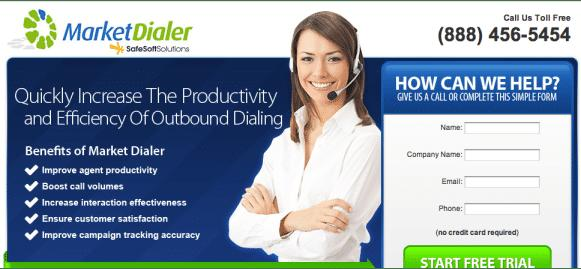 MarketDialer
by SafeSoftSolutions
Call Us Toll Free
(888) 456-5454
Quickly Increase The Productivity
and Efficiency Of Outbound Dialing
Benefits of Market Dialer
Improve agent productivity
Boost call volumes
Increase interaction effectiveness
Ensure customer satisfaction
Improve campaign tracking accuracy
HOW CAN WE HELP?
GIVE US A CALL OR COMPLETE THIS SIMPLE FORM
Name:
Company Name:
Email:
Phone:
(no credit card required)
START FREE TRIAL